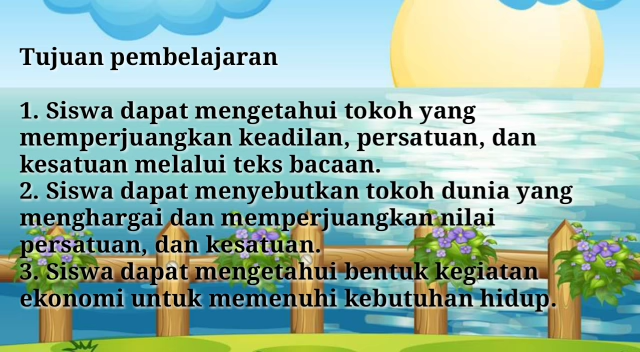 Tujuan pembelajaran
1. Siswa dapat mengetahui tokoh yang
memperjuangkan keadilan, persatuan, dan
kesatuan melalui teks bacaan.
2. Siswa dapat menyebutkan tokoh dunia yang
menghargai dan memperjuangkan nilai
persatuan, dan kesatuan.
3. Siswa dapat mengetahui bentuk kegiatan
ekonomi untuk memenuhi kebutuhan hidup.